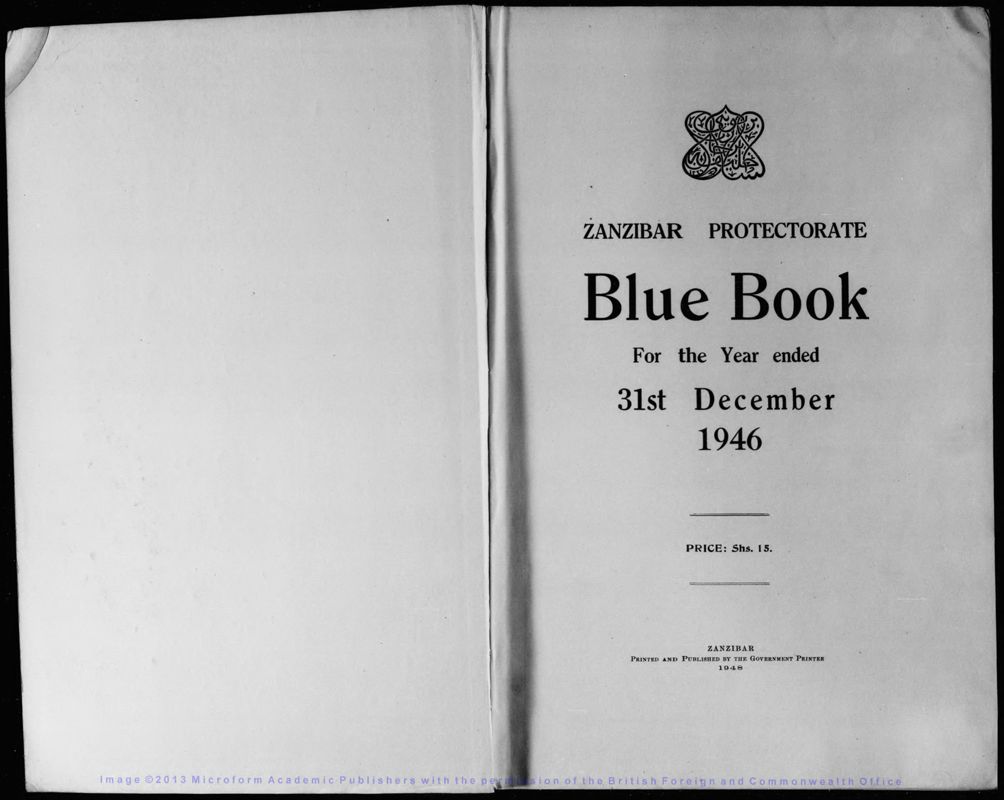 ZANZIBAR PROTECTORATE
Blue Book
For the Year ended
31st December
1946
PRICE: Shs. 15.
ZANZIBAR
PRINTED AND PUBLISHED BY THE GOVERNMENT PRINTER
1948
Image ©2013 Microform Academic Publishers with the permission of the British Foreign and Commonwealth Office